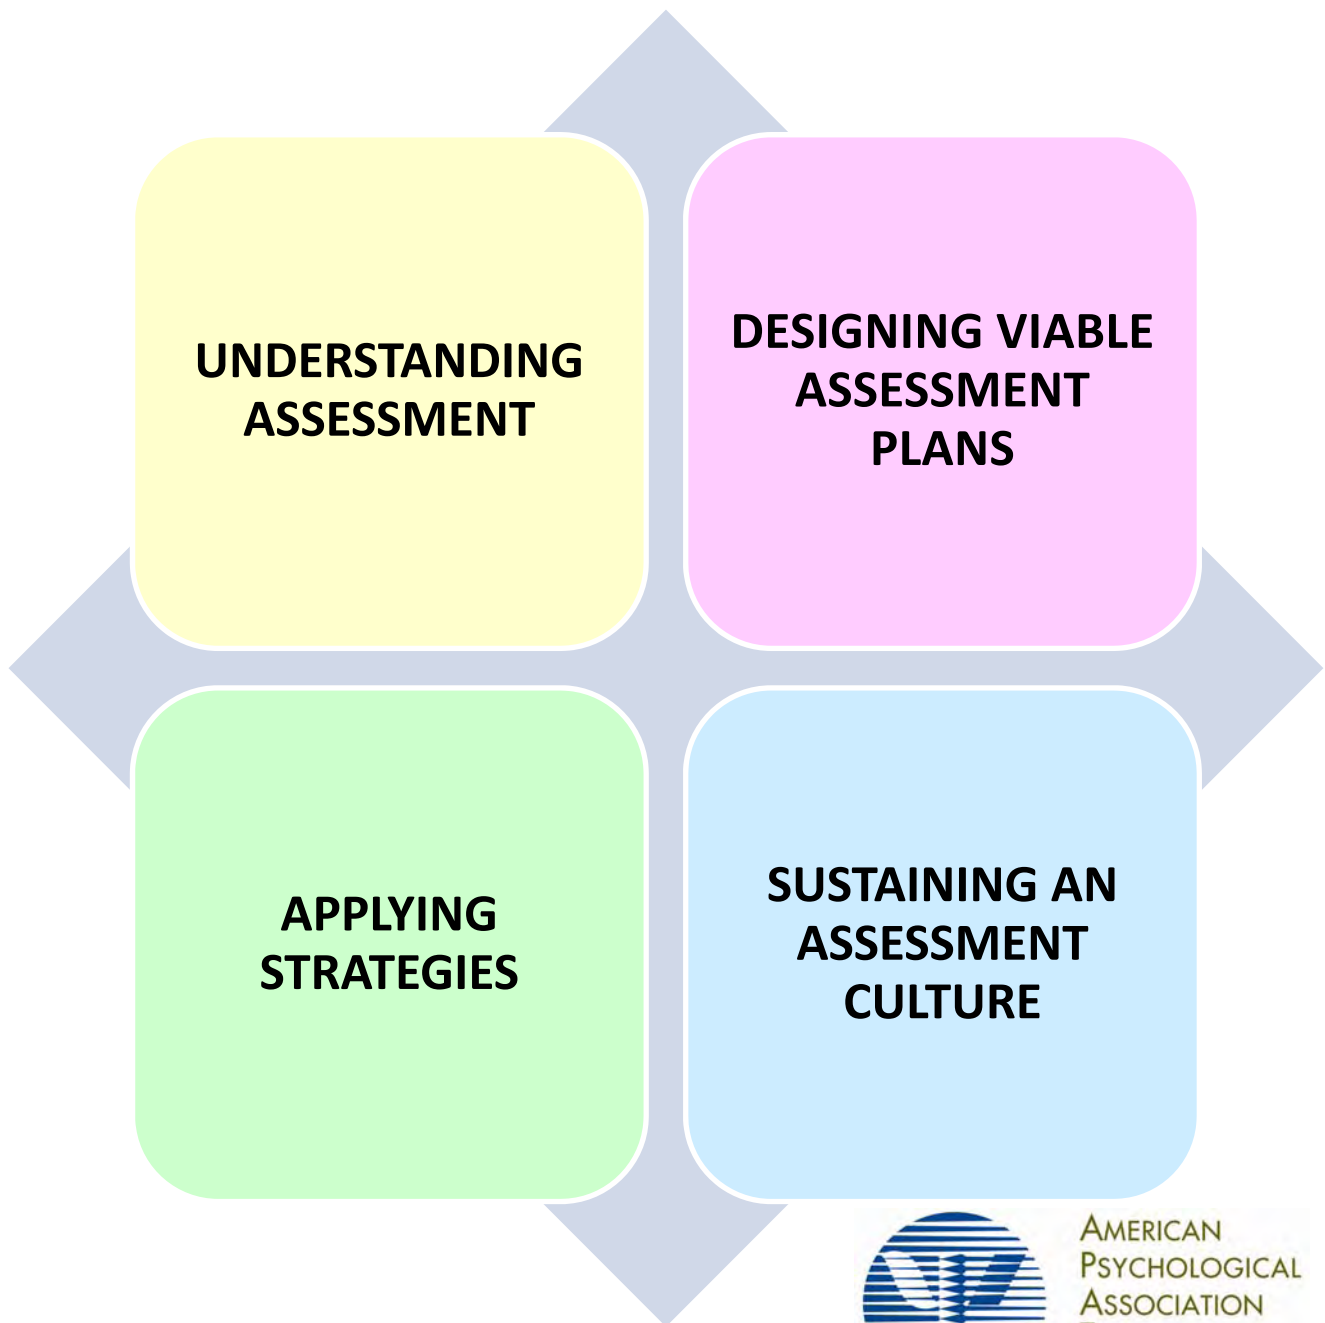 UNDERSTANDING
ASSESSMENT
DESIGNING VIABLE
ASSESSMENT
PLANS
APPLYING
STRATEGIES
SUSTAINING AN
ASSESSMENT
CULTURE
AMERICAN
PSYCHOLOGICAL
ASSOCIATION